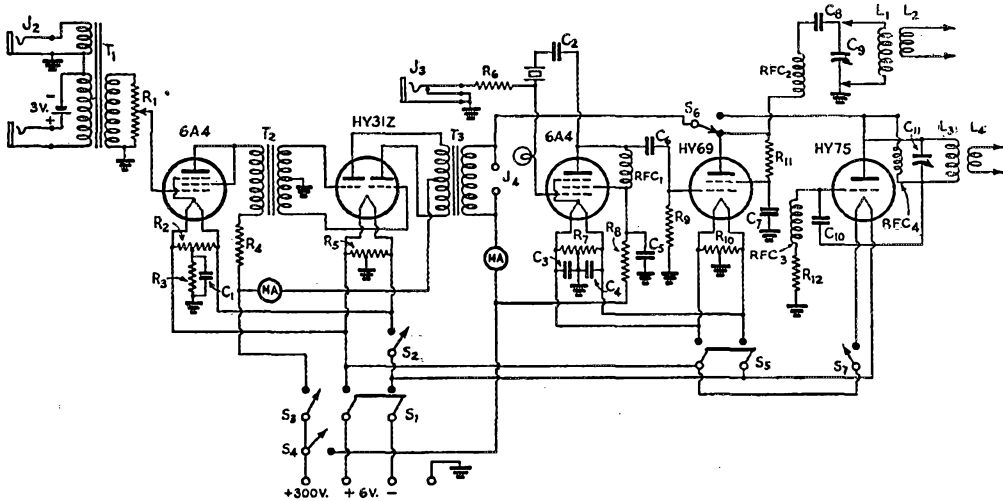 J2
T1
3V.
-
+
R1
6A4
T2
HY31Z
T3
J3
R6
C2
6A4
RFC1
C6
S6
HY69
RFC2
C8
C9
L1
L2
R11
HY75
C11
L3
L4
J4
R2
R3
C1
R4
MA
R5
MA
R7
C3
C4
R8
C5
R9
R10
C7
RFC3
C10
R12
RFC4
S2
S3
S4
S1
S5
S7
+300V. + 6V. -